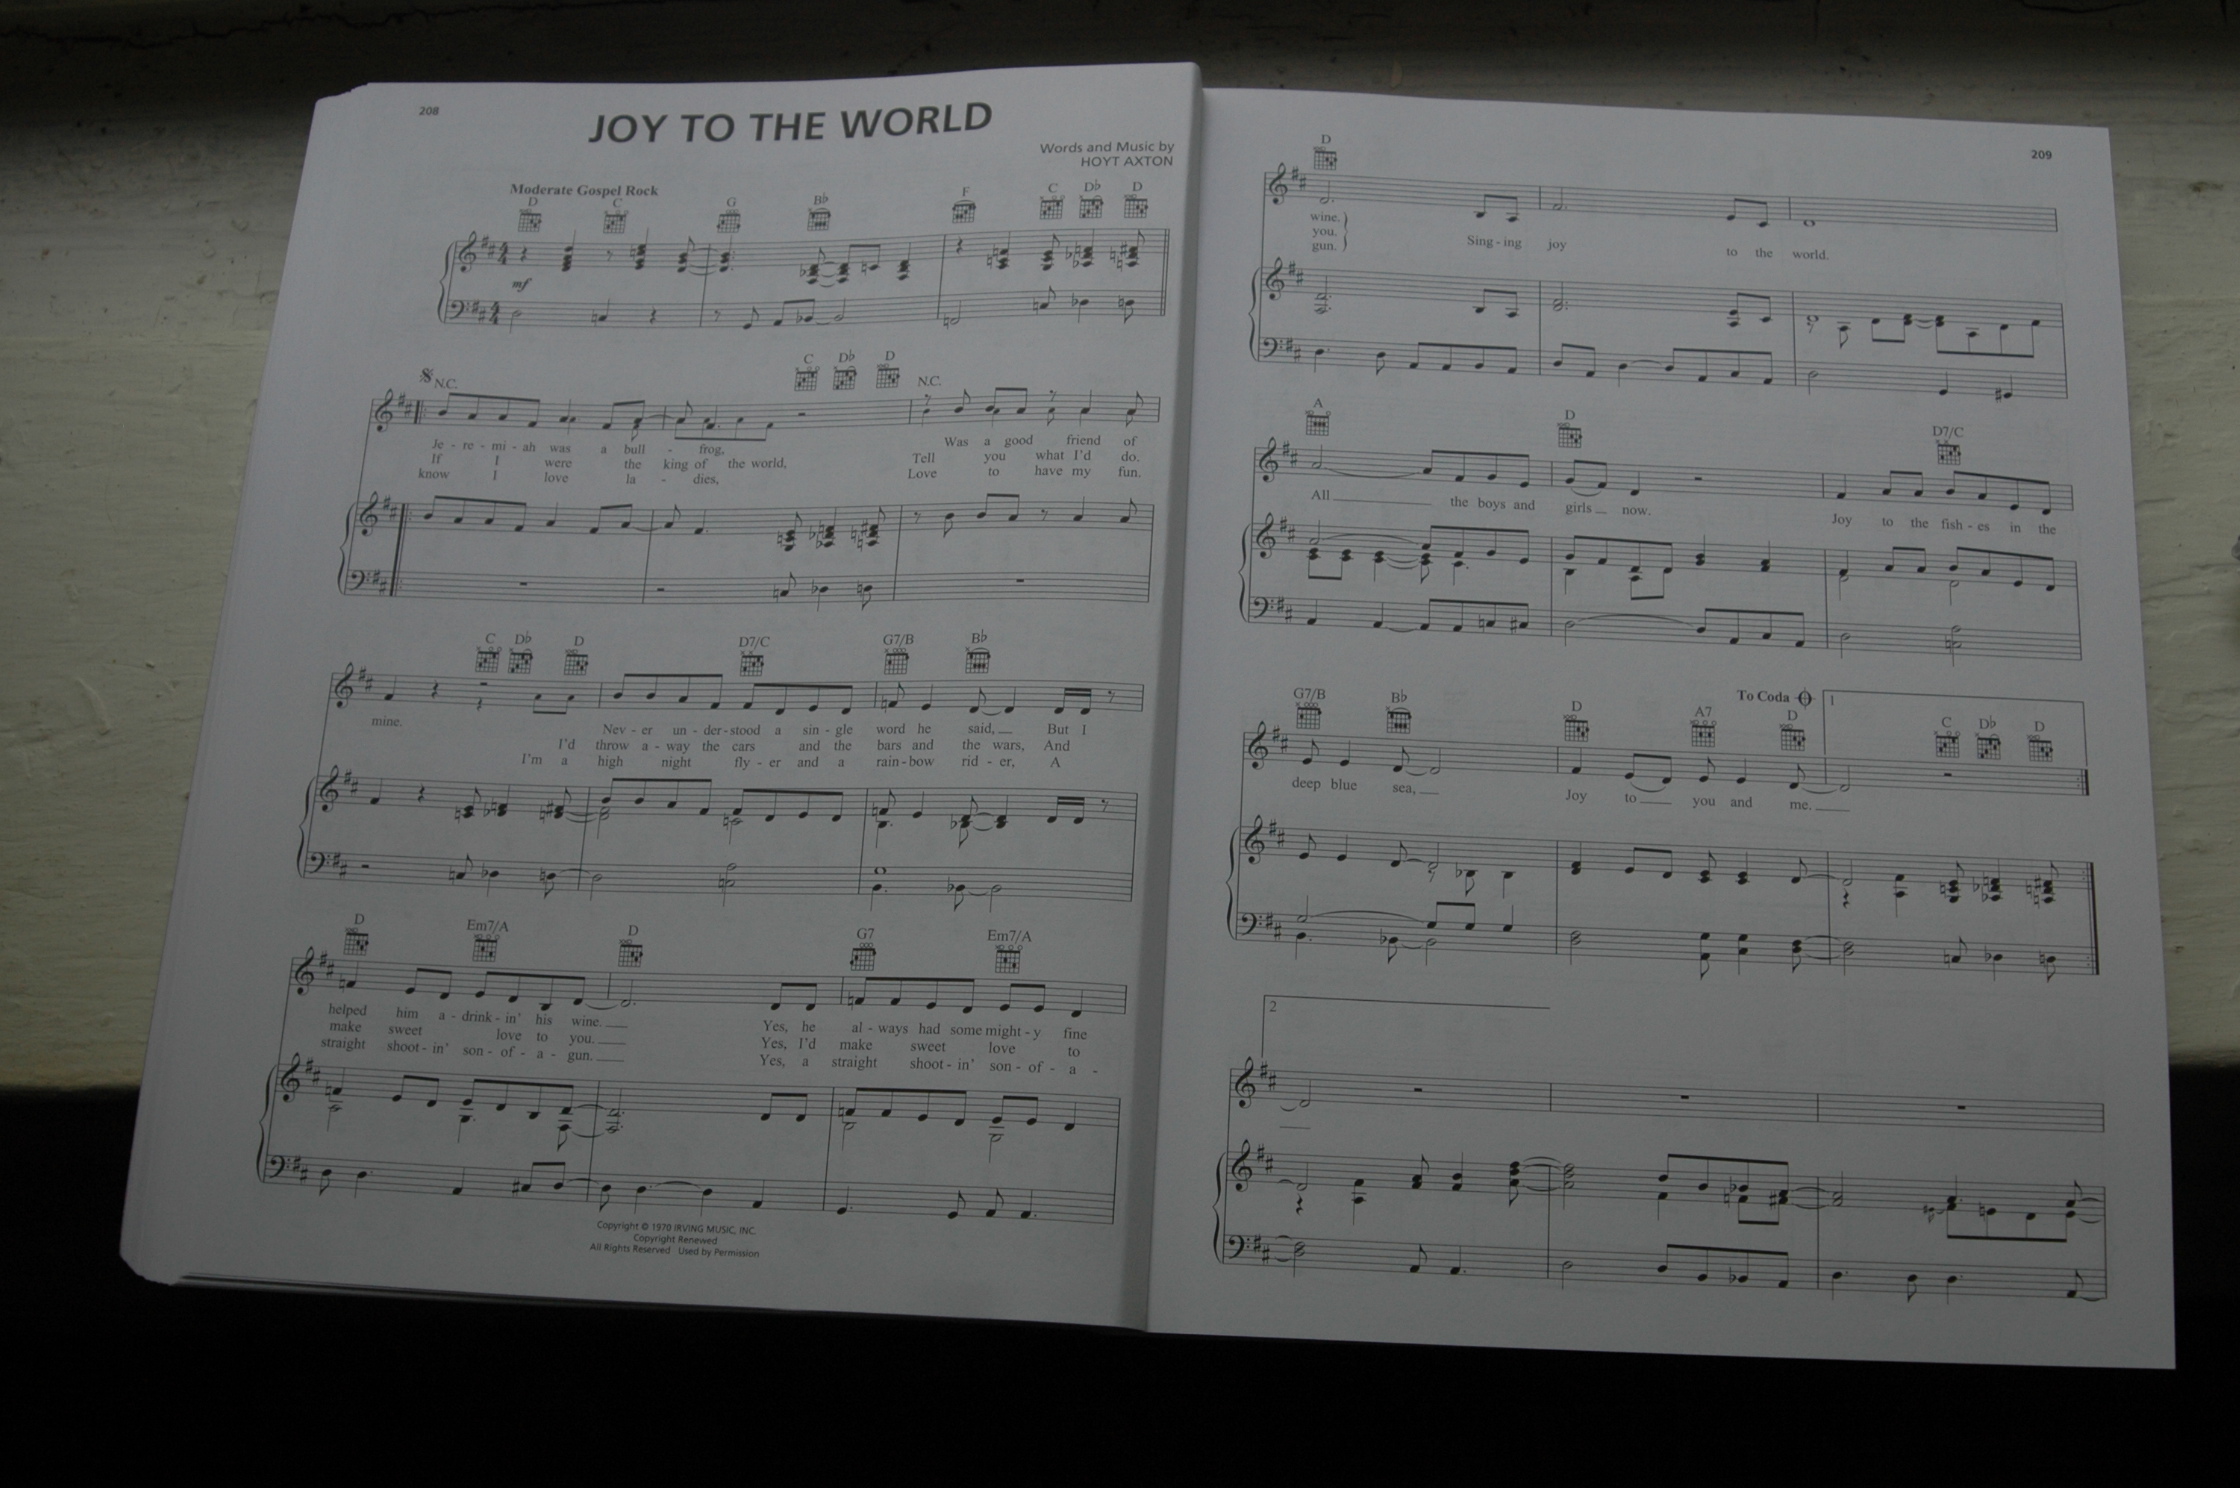 208
JOY TO THE WORLD
Words and Music by
HOYT AXTON
Moderate Gospel Rock
D C G B♭ F C D♭ D
mf
N.C. C D♭ D N.C.
Je - re - mi - ah was a bull - frog, Was a good friend of
If I were the king of the world, Tell you what I'd do.
know I love la - dies, Love to have my fun.
C D♭ D D7/C G7/B B♭
mine. Nev - er un - der - stood a sin - gle word he said, But I
I'd throw a - way the cars and the bars and the wars, And
I'm a high night fly - er and a rain - bow rid - er, A
D Em7/A D G7 Em7/A
helped him a - drink - in' his wine. Yes, he al - ways had some might - y fine
make sweet love to you. Yes, I'd make sweet love to
straight shoot - in' son - of - a - gun. Yes, a straight shoot - in' son - of - a -
Copyright © 1970 IRVING MUSIC, INC.
Copyright Renewed
All Rights Reserved Used by Permission
209
D
wine.
you. Sing - ing joy to the world.
gun.
A D D7/C
All the boys and girls now. Joy to the fish - es in the
To Coda
1
G7/B B♭ D A7 D C D♭ D
deep blue sea, Joy to you and me.
2